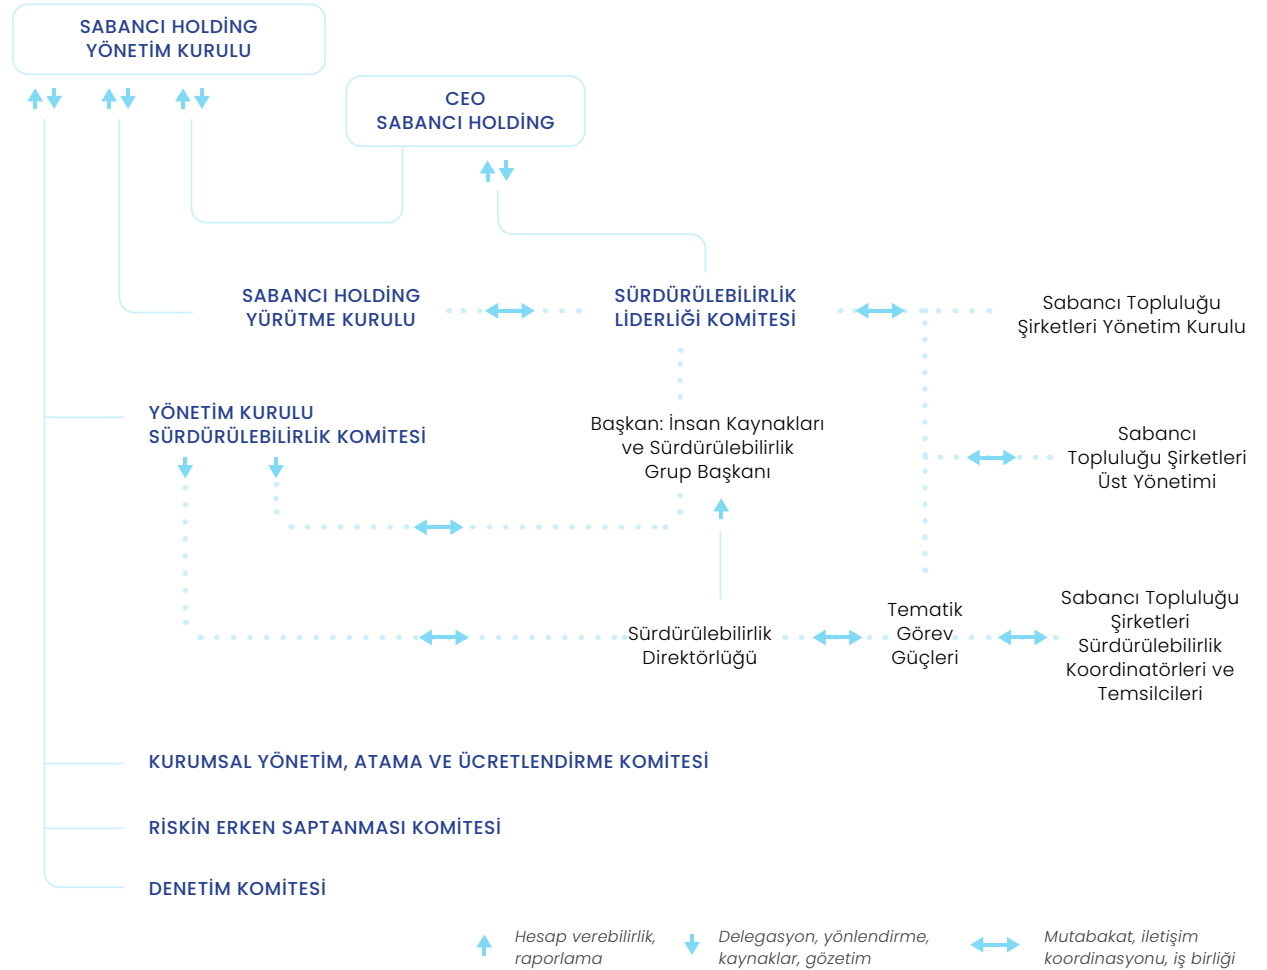 SABANCI HOLDİNG
YÖNETİM KURULU
CEO
SABANCI HOLDİNG
SABANCI HOLDİNG
YÜRÜTME KURULU
SÜRDÜRÜLEBİLİRLİK
LİDERLİĞİ KOMİTESİ
Sabancı Topluluğu
Şirketleri Yönetim Kurulu
YÖNETİM KURULU
SÜRDÜRÜLEBİLİRLİK KOMİTESİ
Başkan: İnsan Kaynakları
ve Sürdürülebilirlik
Grup Başkanı
Sabancı
Topluluğu Şirketleri
Üst Yönetimi
Sürdürülebilirlik
Direktörlüğü
Tematik
Görev
Güçleri
Sabancı Topluluğu
Şirketleri
Sürdürülebilirlik
Koordinatörleri ve
Temsilcileri
KURUMSAL YÖNETİM, ATAMA VE ÜCRETLENDİRME KOMİTESİ
RİSKİN ERKEN SAPTANMASI KOMİTESİ
DENETİM KOMİTESİ
Hesap verebilirlik,
raporlama
Delegasyon, yönlendirme,
kaynaklar, gözetim
Mutabakat, iletişim
koordinasyonu, iş birliği